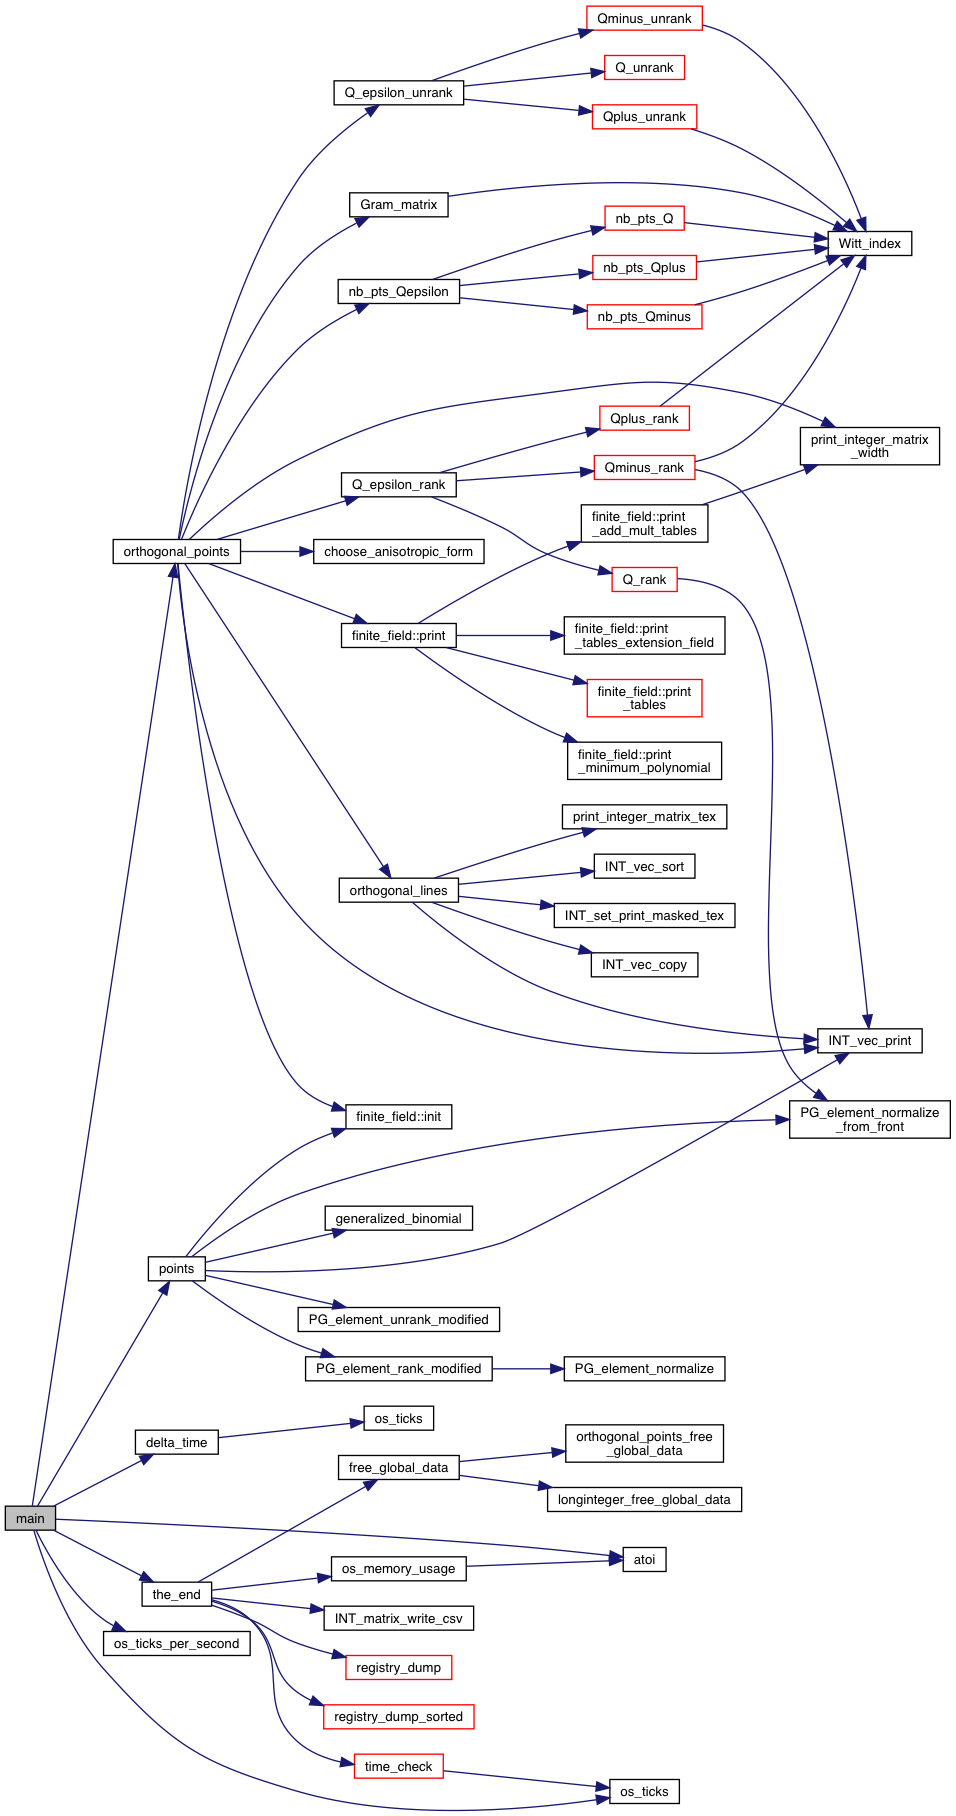 Qminus_unrank
Q_unrank
Q_epsilon_unrank
Qplus_unrank
Gram_matrix
nb_pts_Q
Witt_index
nb_pts_Qplus
nb_pts_Qepsilon
nb_pts_Qminus
Qplus_rank
print_integer_matrix
_width
Qminus_rank
Q_epsilon_rank
finite_field::print
_add_mult_tables
orthogonal_points
choose_anisotropic_form
Q_rank
finite_field::print
finite_field::print
_tables_extension_field
finite_field::print
_tables
finite_field::print
_minimum_polynomial
print_integer_matrix_tex
INT_vec_sort
orthogonal_lines
INT_set_print_masked_tex
INT_vec_copy
INT_vec_print
finite_field::init
PG_element_normalize
_from_front
generalized_binomial
points
PG_element_unrank_modified
PG_element_rank_modified
PG_element_normalize
os_ticks
delta_time
orthogonal_points_free
_global_data
free_global_data
longinteger_free_global_data
main
atoi
os_memory_usage
the_end
INT_matrix_write_csv
os_ticks_per_second
registry_dump
registry_dump_sorted
time_check
os_ticks